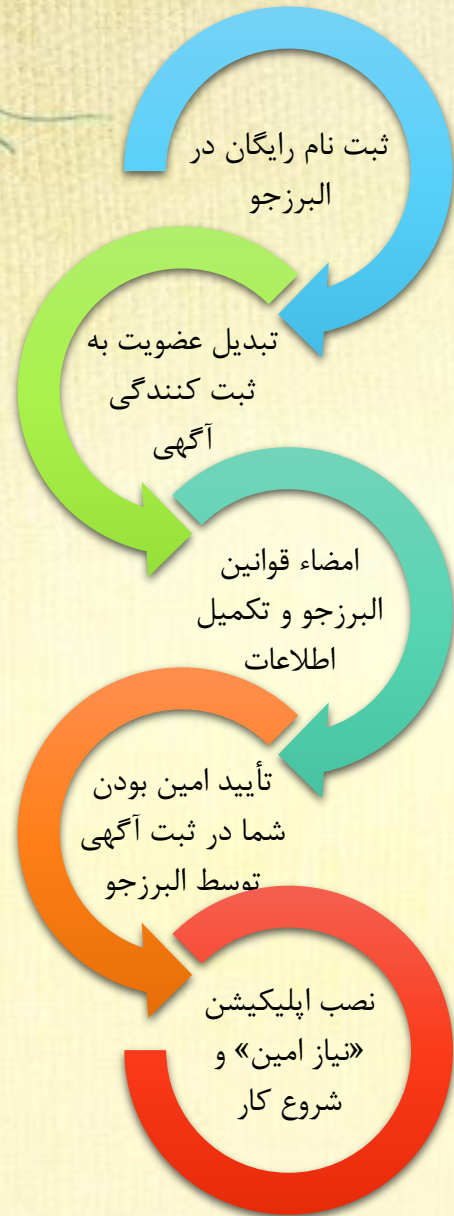 ثبت نام رایگان در
البرزجو
تبدیل عضویت به
ثبت کنندگی
آگهی
امضاء قوانین
البرزجو و تکمیل
اطلاعات
تأیید امین بودن
شما در ثبت آگهی
توسط البرزجو
نصب اپلیکیشن
«نیاز امین» و
شروع کار